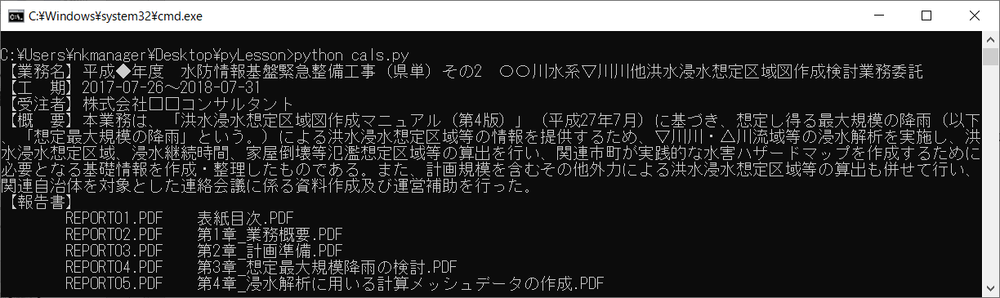 C:¥Windows¥system32¥cmd.exe
C:¥Users¥nkmanager¥Desktop¥pyLesson>python cals.py
【業務名】平成◆年度　水防情報基盤緊急整備工事（県単）その2　〇〇川水系▽川川他洪水浸水想定区域図作成検討業務委託
【工　期】2017-07-26～2018-07-31
【受注者】株式会社□□コンサルタント
【概　要】本業務は、「洪水浸水想定区域図作成マニュアル（第4版）」（平成27年7月）に基づき、想定し得る最大規模の降雨（以下
、「想定最大規模の降雨」という。）による洪水浸水想定区域等の情報を提供するため、▽川川・△川流域等の浸水解析を実施し、洪
水浸水想定区域、浸水継続時間、家屋倒壊等氾濫想定区域等の算出を行い、関連市町が実践的な水害ハザードマップを作成するために
必要となる基礎情報を作成・整理したものである。また、計画規模を含むその他外力による洪水浸水想定区域等の算出も併せて行い、
関連自治体を対象とした連絡会議に係る資料作成及び運営補助を行った。
【報告書】
REPORT01.PDF　表紙目次.PDF
REPORT02.PDF　第1章_業務概要.PDF
REPORT03.PDF　第2章_計画準備.PDF
REPORT04.PDF　第3章_想定最大規模降雨の検討.PDF
REPORT05.PDF　第4章_浸水解析に用いる計算メッシュデータの作成.PDF